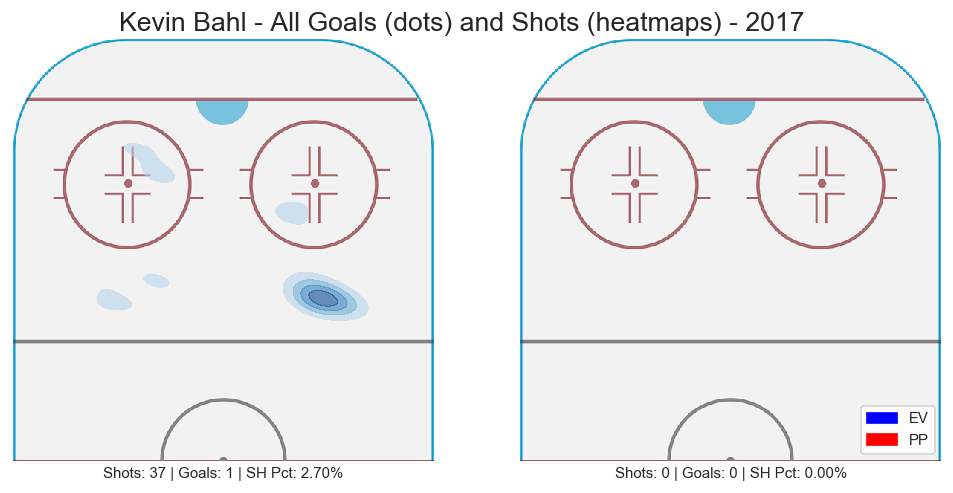 Kevin Bahl - All Goals (dots) and Shots (heatmaps) - 2017
EV
PP
Shots: 37 | Goals: 1 | SH Pct: 2.70%
Shots: 0 | Goals: 0 | SH Pct: 0.00%